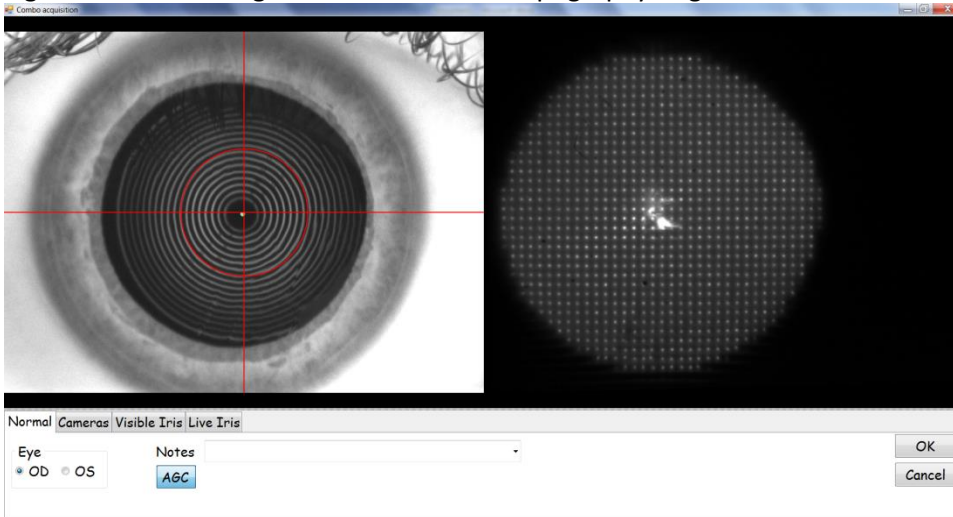 Combo acquisition
Normal Cameras Visible Iris Live Iris
Eye
OD OS
Notes
AGC
OK
Cancel